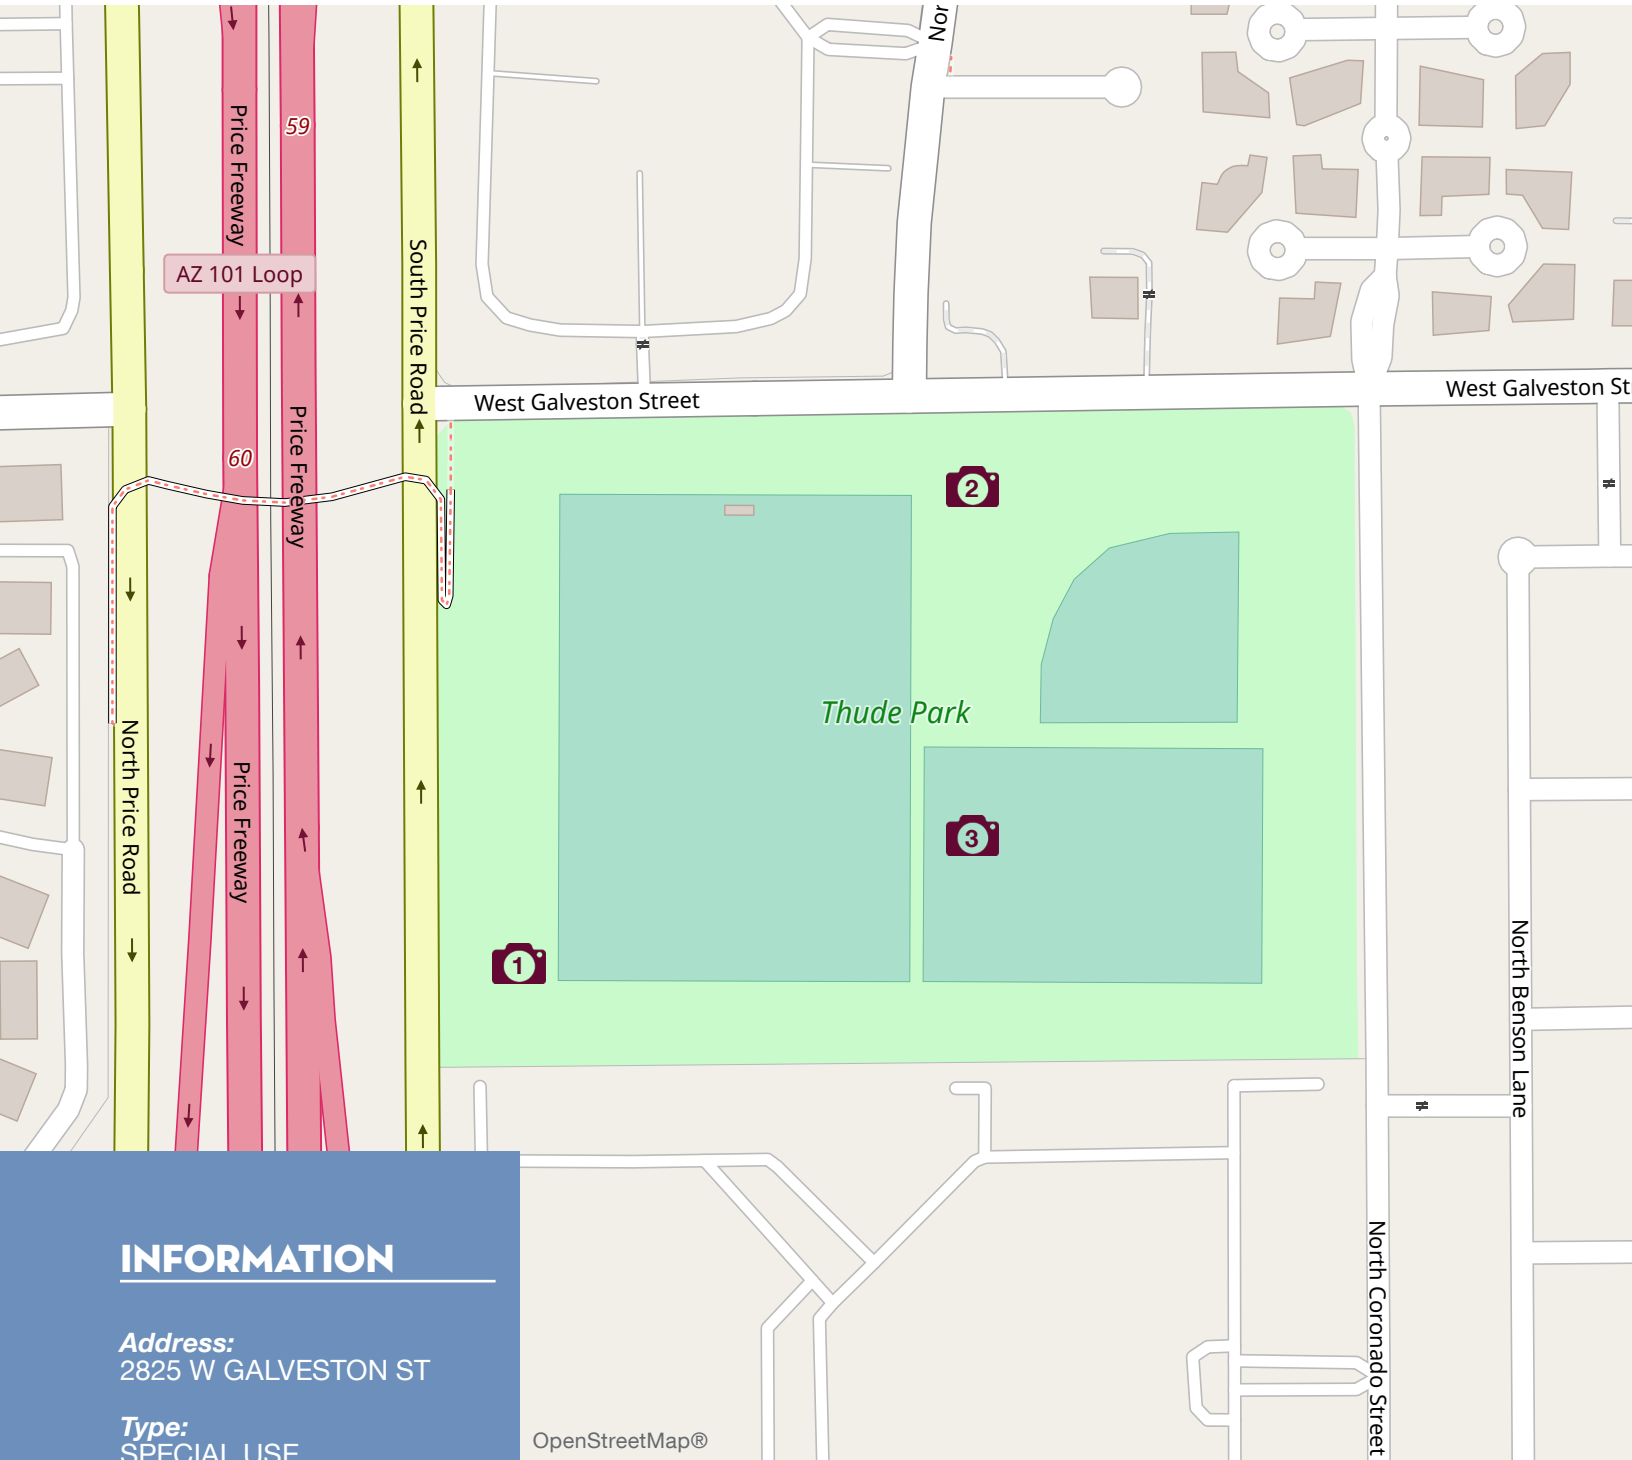 Nor
Price Freeway
59
AZ 101 Loop
South Price Road
West Galveston Street
West Galveston St
Price Freeway
60
2
Thude Park
North Price Road
Price Freeway
3
1
North Benson Lane
North Coronado Street
INFORMATION
Address:
2825 W GALVESTON ST
Type:
SPECIAL USE
OpenStreetMap®